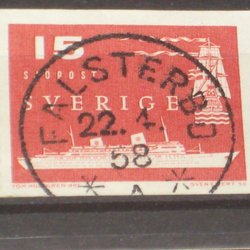 15
SJÖPOST
SVERIGE
FALSTERBO
22. 1.
58
* A *